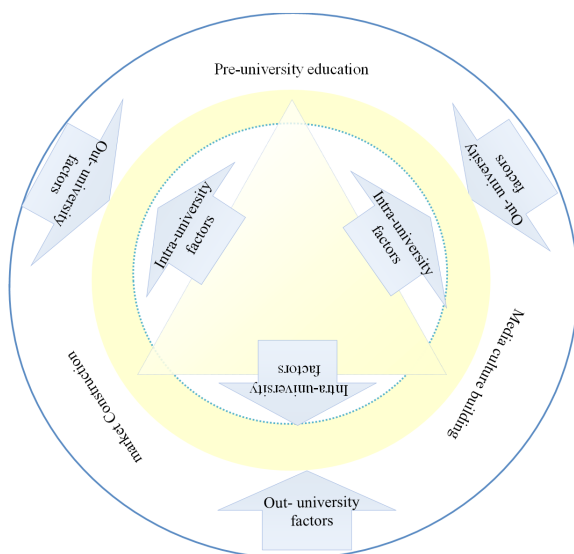 Pre-university education
Out- university
factors
Out- university
factors
Intra-university
factors
Intra-university
factors
Intra-university
factors
market Construction
Media culture building
Out- university
factors